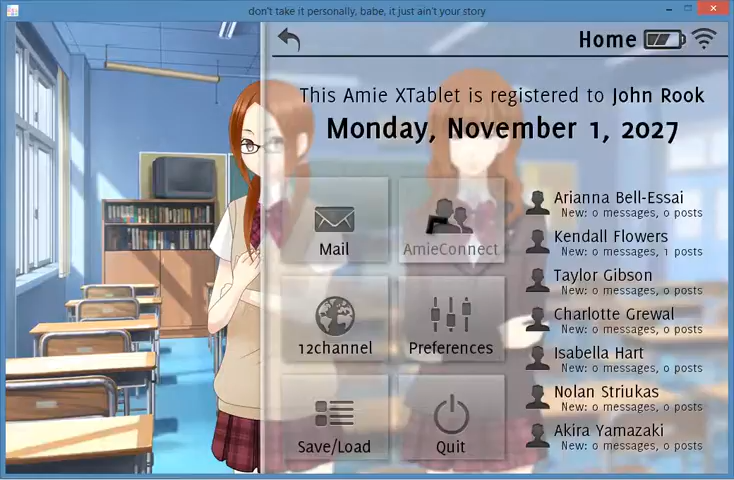 don't take it personally, babe, it just ain't your story
Home
This Amie XTablet is registered to John Rook
Monday, November 1, 2027
Mail
AmieConnect
12channel
Preferences
Save/Load
Quit
Arianna Bell-Essai
New: 0 messages, 0 posts
Kendall Flowers
New: 0 messages, 1 posts
Taylor Gibson
New: 0 messages, 0 posts
Charlotte Grewal
New: 0 messages, 0 posts
Isabella Hart
New: 0 messages, 0 posts
Nolan Striukas
New: 0 messages, 0 posts
Akira Yamazaki
New: 0 messages, 0 posts